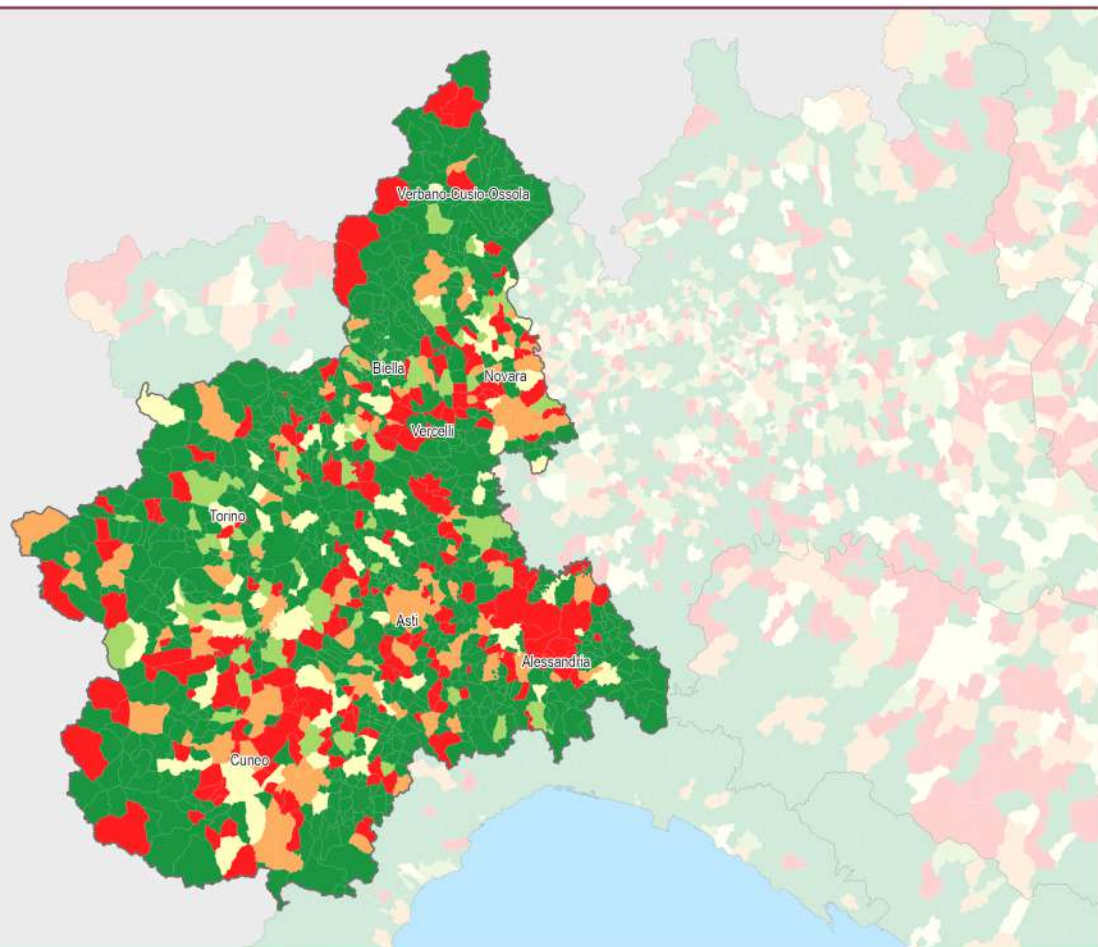 Verbano-Cusio-Ossola
Biella
Novara
Vercelli
Torino
Asti
Alessandria
Cuneo